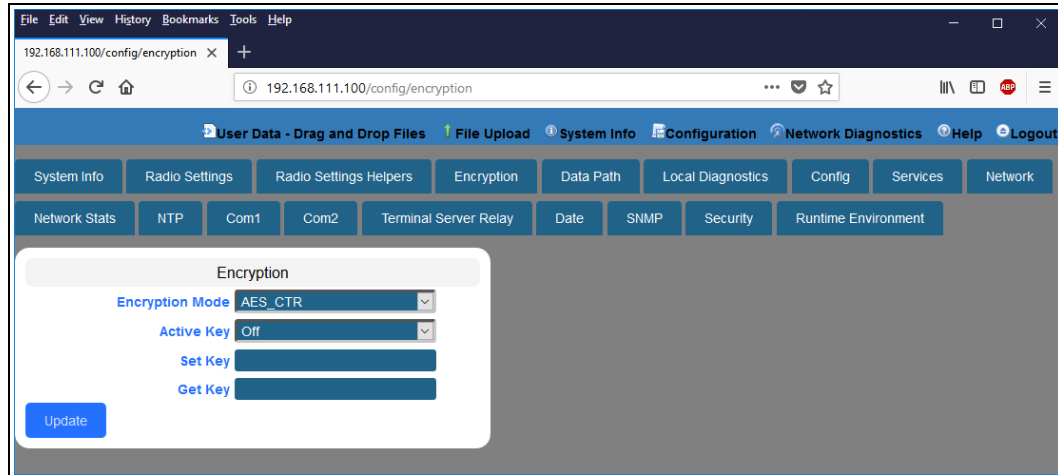 File Edit View History Bookmarks Tools Help
192.168.111.100/config/encryption
192.168.111.100/config/encryption
ABP
User Data - Drag and Drop Files File Upload System Info Configuration Network Diagnostics Help Logout
System Info Radio Settings Radio Settings Helpers Encryption Data Path Local Diagnostics Config Services Network
Network Stats NTP Com1 Com2 Terminal Server Relay Date SNMP Security Runtime Environment
Encryption
Encryption Mode AES_CTR
Active Key Off
Set Key
Get Key
Update